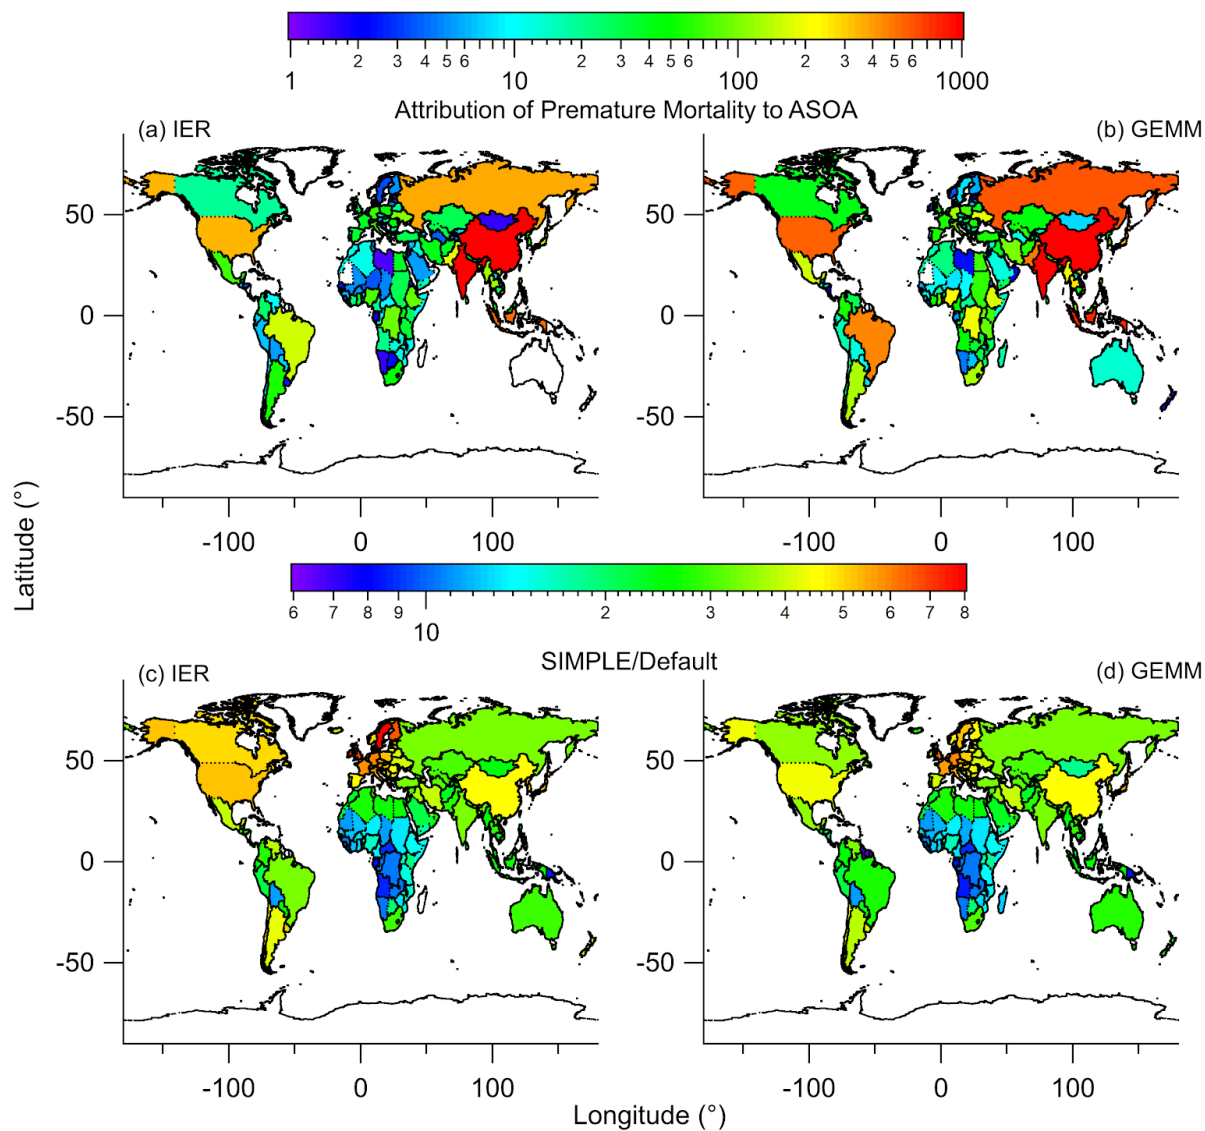 1 2 3 4 5 6 10 2 3 4 5 6 100 2 3 4 5 6 1000
Attribution of Premature Mortality to ASOA
(a) IER
(b) GEMM
50
0
-50
-100 0 100
-100 0 100
Latitude (°)
6 7 8 9 10 2 3 4 5 6 7 8
SIMPLE/Default
(c) IER
(d) GEMM
50
0
-50
50
0
-50
50
0
-50
-100 0 100
-100 0 100
Longitude (°)